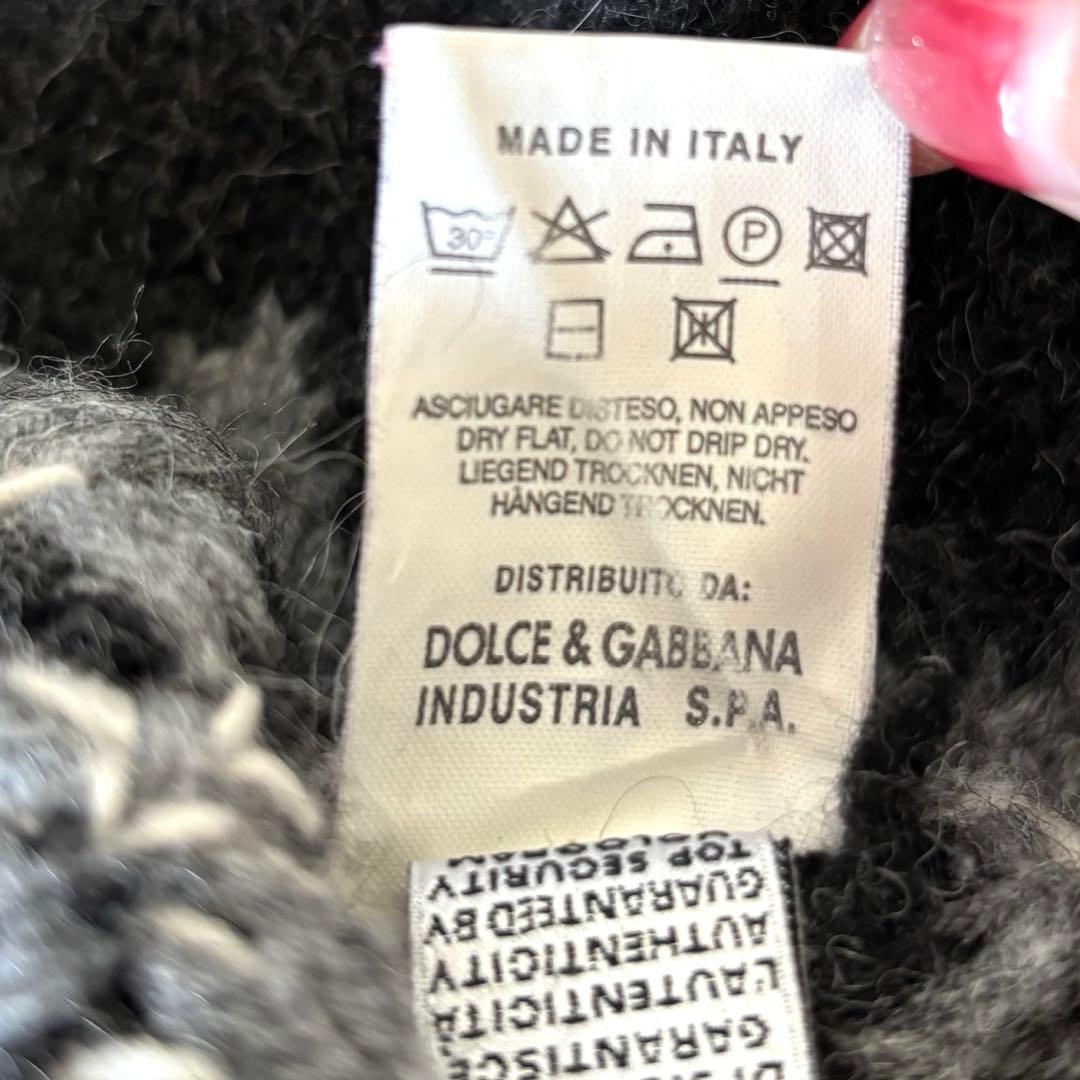 MADE IN ITALY
30°
P
ASCIUGARE DISTESO, NON APPESO
DRY FLAT, DO NOT DRIP DRY.
LIEGEND TROCKNEN, NICHT
HÄNGEND TROCKNEN.
DISTRIBUITO DA:
DOLCE & GABBANA
INDUSTRIA S.P.A.
GARANTISCE
L'AUTENTICITÀ
AUTHENTICITY
GUARANTEED BY
TOP SECURITY